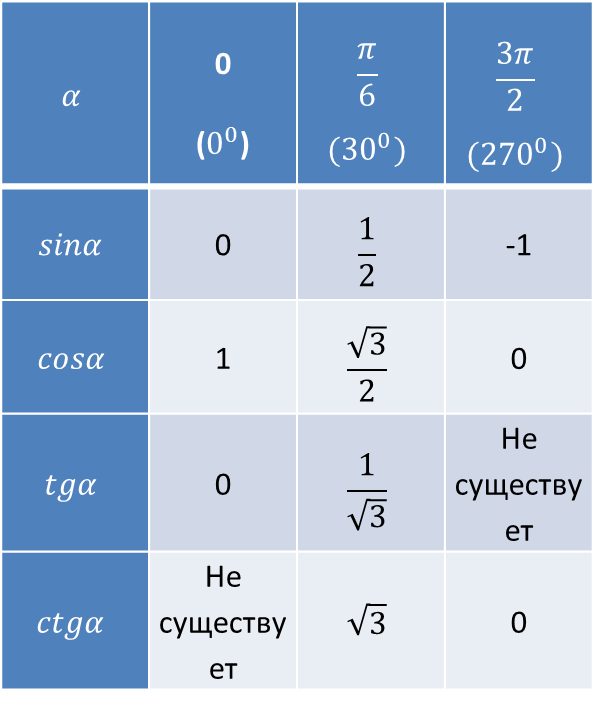 α 0 (0⁰) π/6 (30⁰) 3π/2 (270⁰)
sinα 0 1/2 -1
cosα 1 √3/2 0
tgα 0 1/√3 Не существу ет
ctgα Не существу ет √3 0